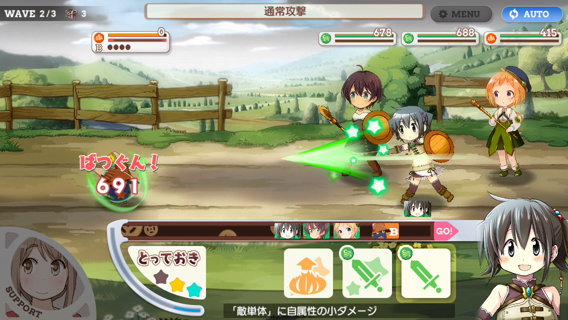 WAVE 2/3 3
通常攻撃
MENU
AUTO
0
B
678
688
415
ばつぐん!
691
B
GO!
とっておき
SUPPORT
「敵単体」に自属性の小ダメージ